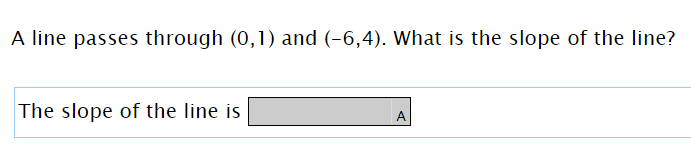 A line passes through (0,1) and (−6,4). What is the slope of the line?
The slope of the line is A